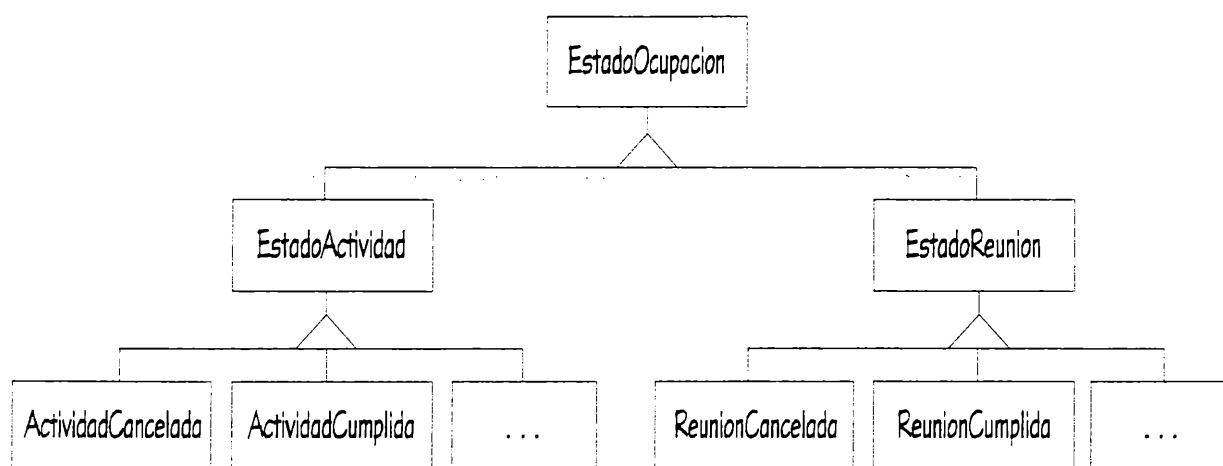 EstadoOcupacion
EstadoActividad
EstadoReunion
ActividadCancelada
ActividadCumplida
...
ReunionCancelada
ReunionCumplida
...